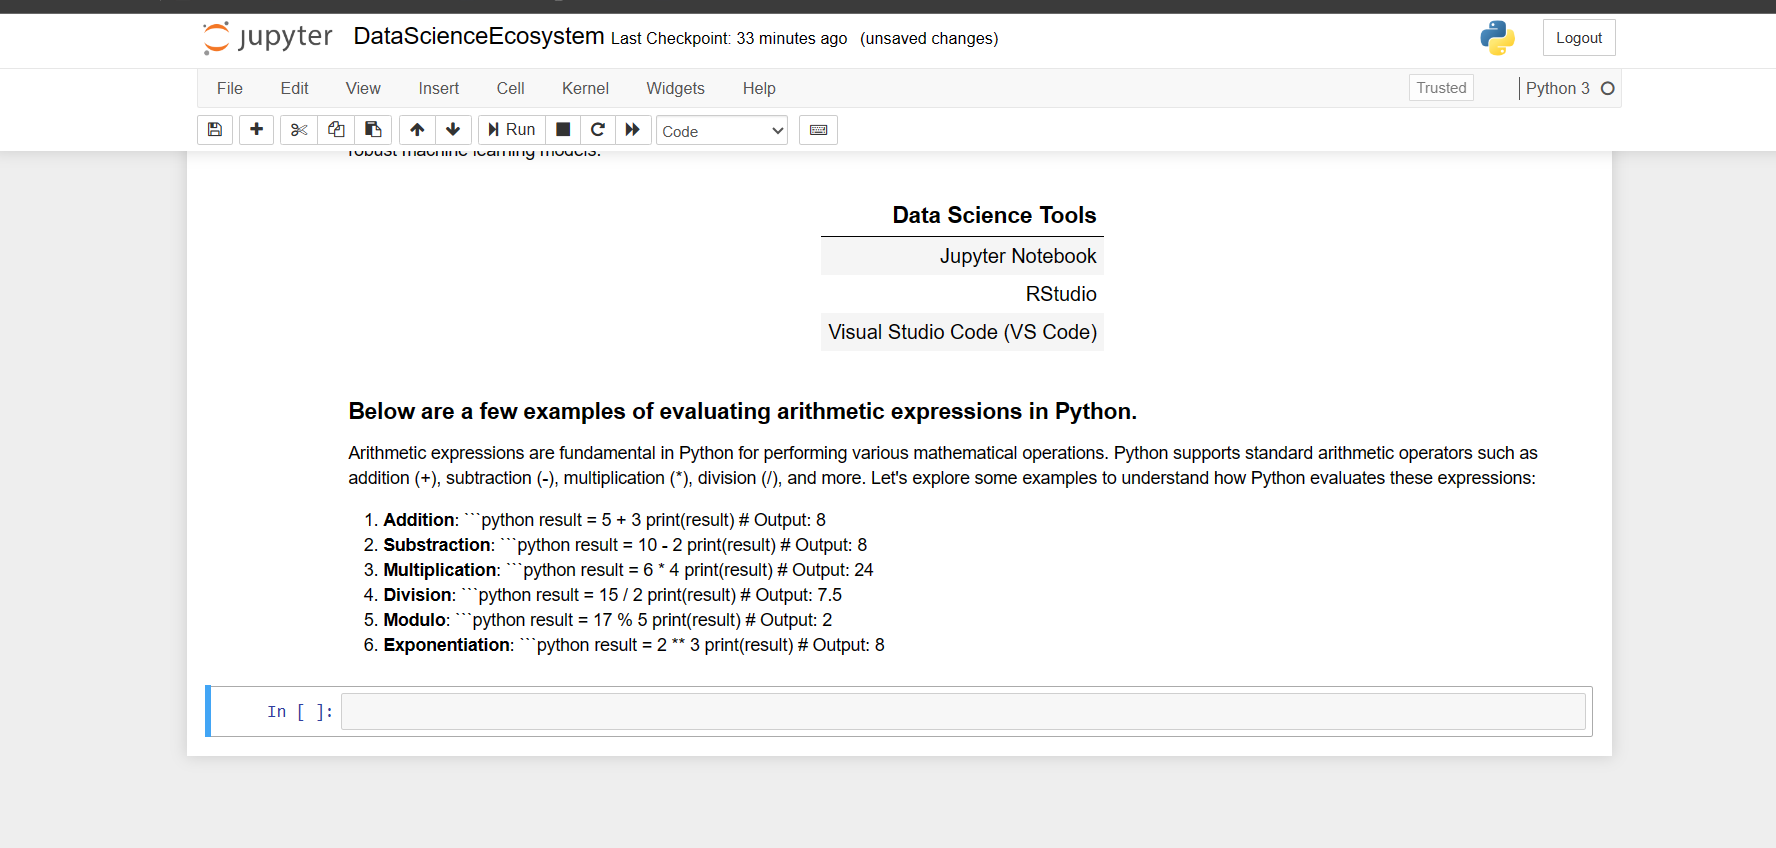 jupyter DataScienceEcosystem Last Checkpoint: 33 minutes ago (unsaved changes) Logout
File Edit View Insert Cell Kernel Widgets Help Trusted Python 3
Run Code
robust machine learning models.
Data Science Tools
Jupyter Notebook
RStudio
Visual Studio Code (VS Code)
Below are a few examples of evaluating arithmetic expressions in Python.
Arithmetic expressions are fundamental in Python for performing various mathematical operations. Python supports standard arithmetic operators such as
addition (+), subtraction (-), multiplication (*), division (/), and more. Let's explore some examples to understand how Python evaluates these expressions:
1. Addition: ```python result = 5 + 3 print(result) # Output: 8
2. Substraction: ```python result = 10 - 2 print(result) # Output: 8
3. Multiplication: ```python result = 6 * 4 print(result) # Output: 24
4. Division: ```python result = 15 / 2 print(result) # Output: 7.5
5. Modulo: ```python result = 17 % 5 print(result) # Output: 2
6. Exponentiation: ```python result = 2 ** 3 print(result) # Output: 8
In [ ]: